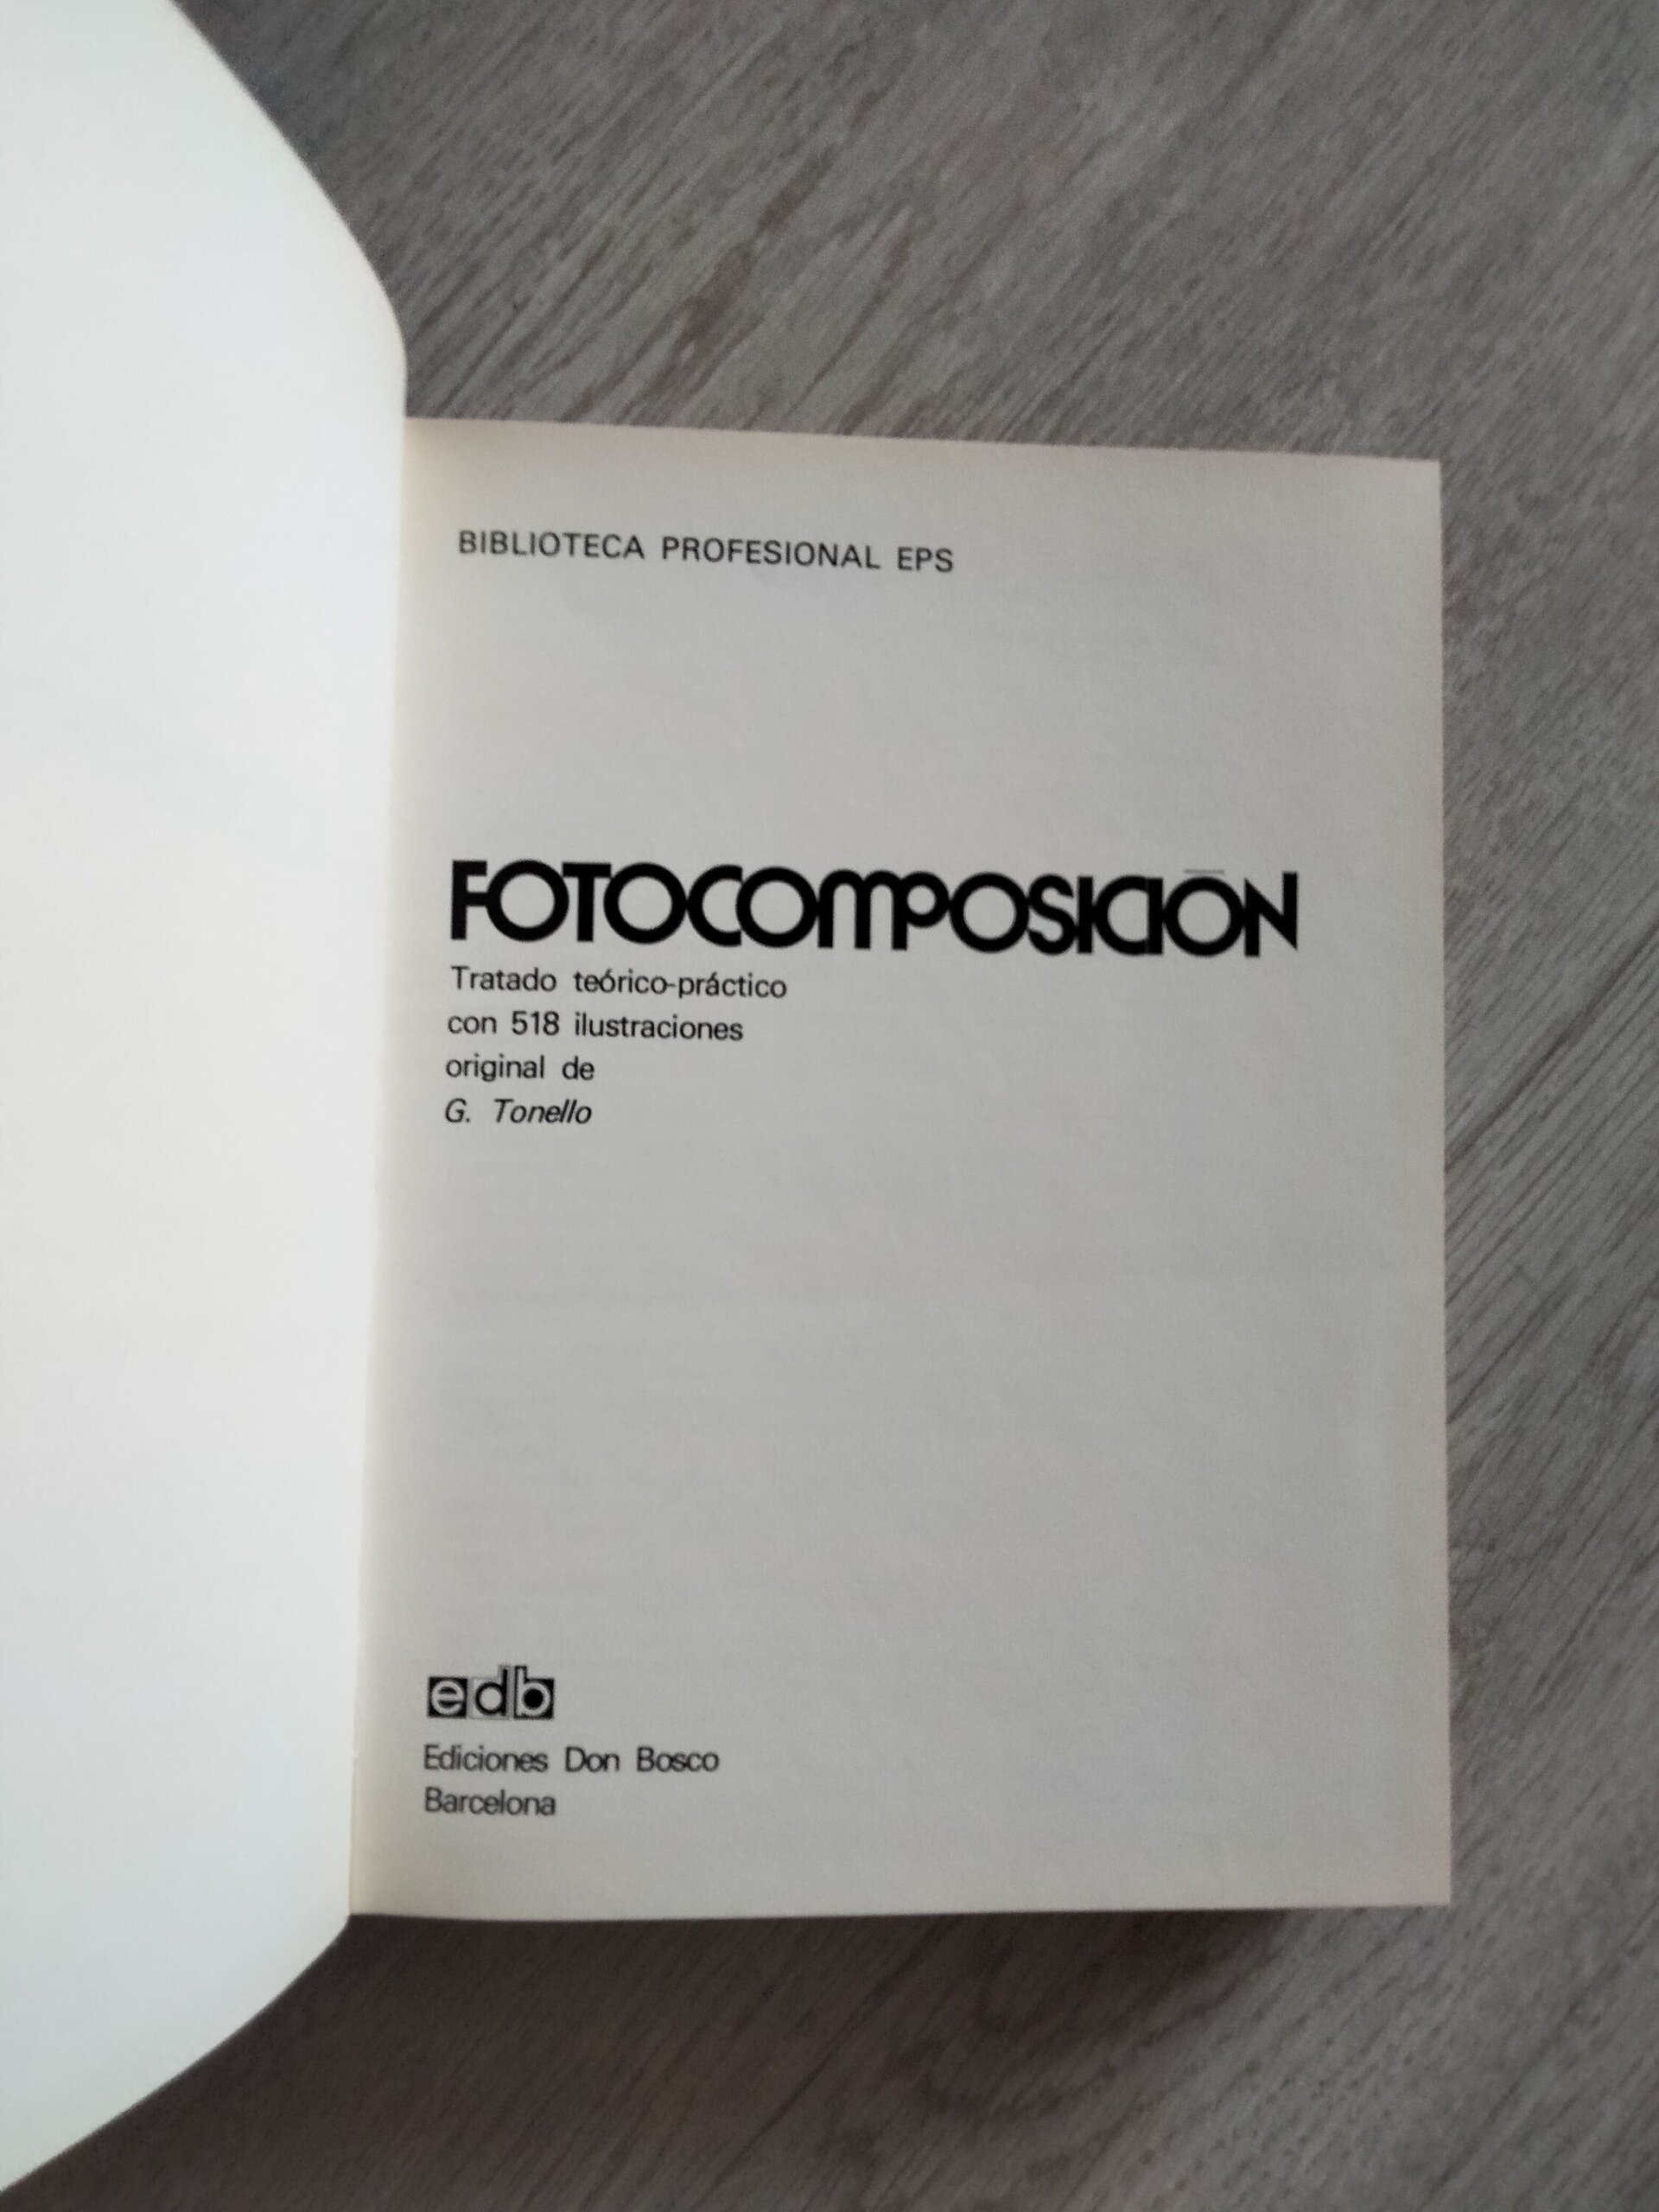 BIBLIOTECA PROFESIONAL EPS
FOTOCOMPOSICIÓN
Tratado teórico-práctico
con 518 ilustraciones
original de
G. Tonello
edb
Ediciones Don Bosco
Barcelona